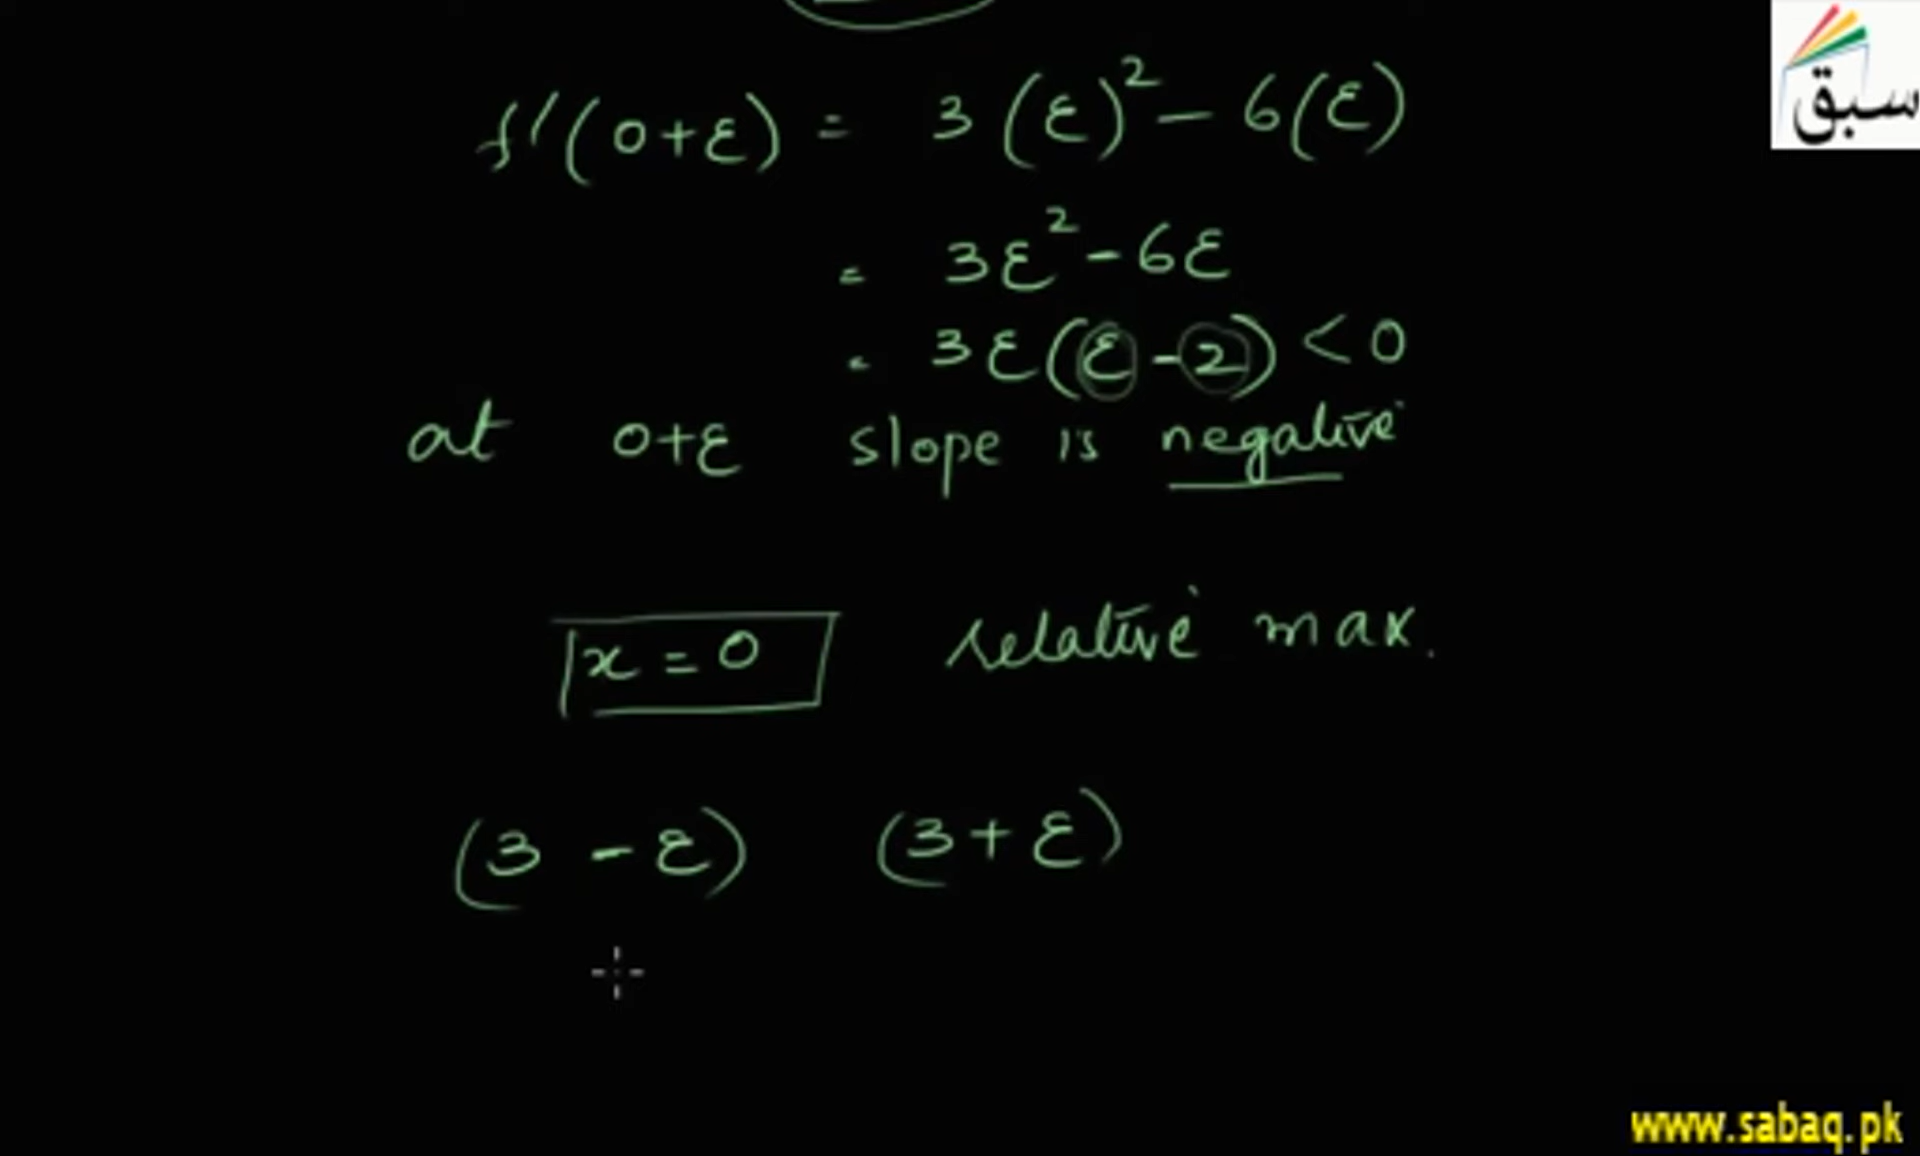 سبق
f'(0+ε) = 3(ε)² - 6(ε)
= 3ε² - 6ε
= 3ε(ε-2) < 0
at 0+ε slope is negative
x = 0 relative max.
(3 - ε) (3+ε)
www.sabaq.pk